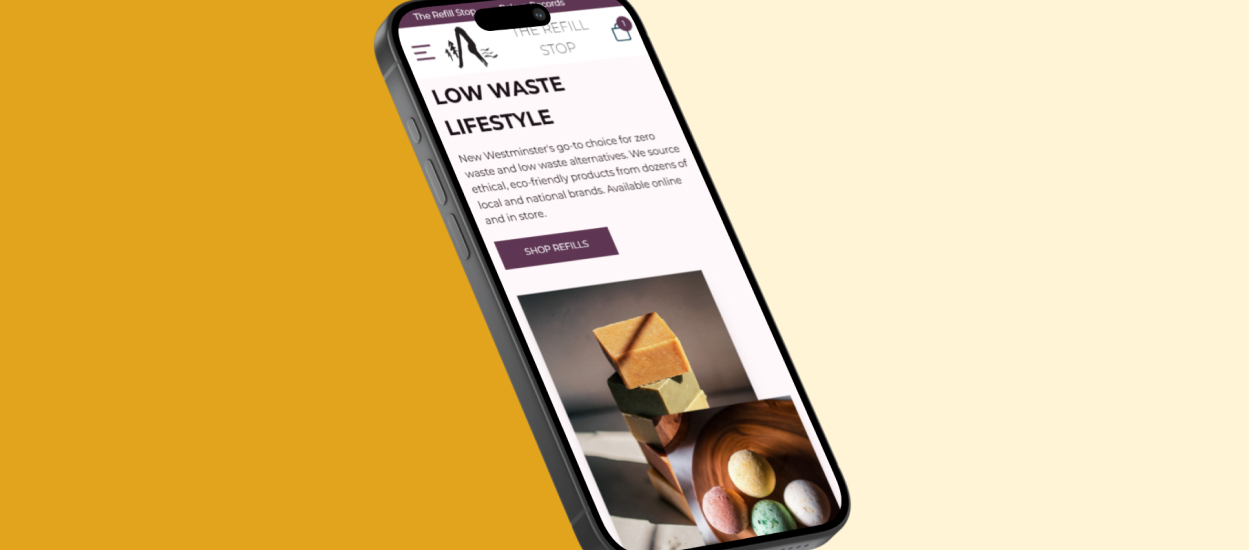 The Refill Stop Records
THE REFILL
STOP
1
LOW WASTE
LIFESTYLE
New Westminster's go-to choice for zero
waste and low waste alternatives. We source
ethical, eco-friendly products from dozens of
local and national brands. Available online
and in store.
SHOP REFILLS